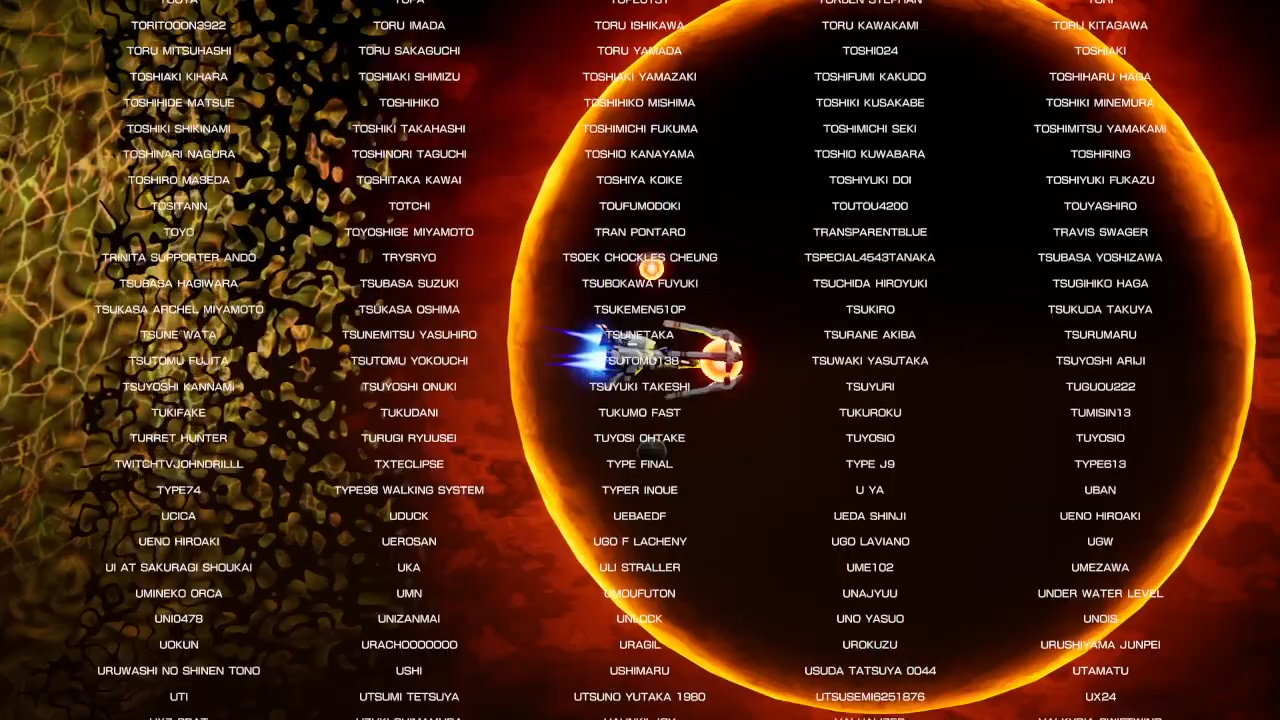 TORITOOON3922 TORU IMADA TORU ISHIKAWA TORU KAWAKAMI TORU KITAGAWA
TORU MITSUHASHI TORU SAKAGUCHI TORU YAMADA TOSHI024 TOSHIAKI
TOSHIAKI KIHARA TOSHIAKI SHIMIZU TOSHIAKI YAMAZAKI TOSHIFUMI KAKUDO TOSHIHARU HAGA
TOSHIHIDE MATSUE TOSHIHIKO TOSHIHIKO MISHIMA TOSHIKI KUSAKABE TOSHIKI MINEMURA
TOSHIKI SHIKINAMI TOSHIKI TAKAHASHI TOSHIMICHI FUKUMA TOSHIMICHI SEKI TOSHIMITSU YAMAKAMI
TOSHINARI NAGURA TOSHINORI TAGUCHI TOSHIO KANAYAMA TOSHIO KUWABARA TOSHIRING
TOSHIRO MASEDA TOSHITAKA KAWAI TOSHIYA KOIKE TOSHIYUKI DOI TOSHIYUKI FUKAZU
TOSITANN TOTCHI TOUFUMODOKI TOUTOU4200 TOUYASHIRO
TOYO TOYOSHIGE MIYAMOTO TRAN PONTARO TRANSPARENTBLUE TRAVIS SWAGER
TRINITA SUPPORTER ANDO TRYSRYO TSOEK CHOCKLES CHEUNG TSPECIAL4543TANAKA TSUBASA YOSHIZAWA
TSUBASA HAGIWARA TSUBASA SUZUKI TSUBOKAWA FUYUKI TSUCHIDA HIROYUKI TSUGIHIKO HAGA
TSUKASA ARCHEL MIYAMOTO TSUKASA OSHIMA TSUKEMEN510P TSUKIRO TSUKUDA TAKUYA
TSUNE WATA TSUNEMITSU YASUHIRO TSUNETAKA TSURANE AKIBA TSURUMARU
TSUTOMU FUJITA TSUTOMU YOKOUCHI TSUTOMU138 TSUWAKI YASUTAKA TSUYOSHI ARIJI
TSUYOSHI KANNAMI TSUYOSHI ONUKI TSUYUKI TAKESHI TSUYURI TUGUOU222
TUKIFAKE TUKUDANI TUKUMO FAST TUKUROKU TUMISIN13
TURRET HUNTER TURUGI RYUUSEI TUYOSI OHTAKE TUYOSIO TUYOSIO
TWITCHTVJOHNDRILLL TXTECLIPSE TYPE FINAL TYPE J9 TYPE613
TYPE74 TYPE98 WALKING SYSTEM TYPER INOUE U YA UBAN
UCICA UDUCK UEBAEDF UEDA SHINJI UENO HIROAKI
UENO HIROAKI UEROSAN UGO F LACHENY UGO LAVIANO UGW
UI AT SAKURAGI SHOUKAI UKA ULI STRALLER UME102 UMEZAWA
UMINEKO ORCA UMN UMOUFUTON UNAJYUU UNDER WATER LEVEL
UNI0478 UNIZANMAI UNLOCK UNO YASUO UNOIS
UOKUN URACHOOOOOOO URAGIL UROKUZU URUSHIYAMA JUNPEI
URUWASHI NO SHINEN TONO USHI USHIMARU USUDA TATSUYA 0044 UTAMATU
UTI UTSUMI TETSUYA UTSUNO YUTAKA 1980 UTSUSEMI6251876 UX24